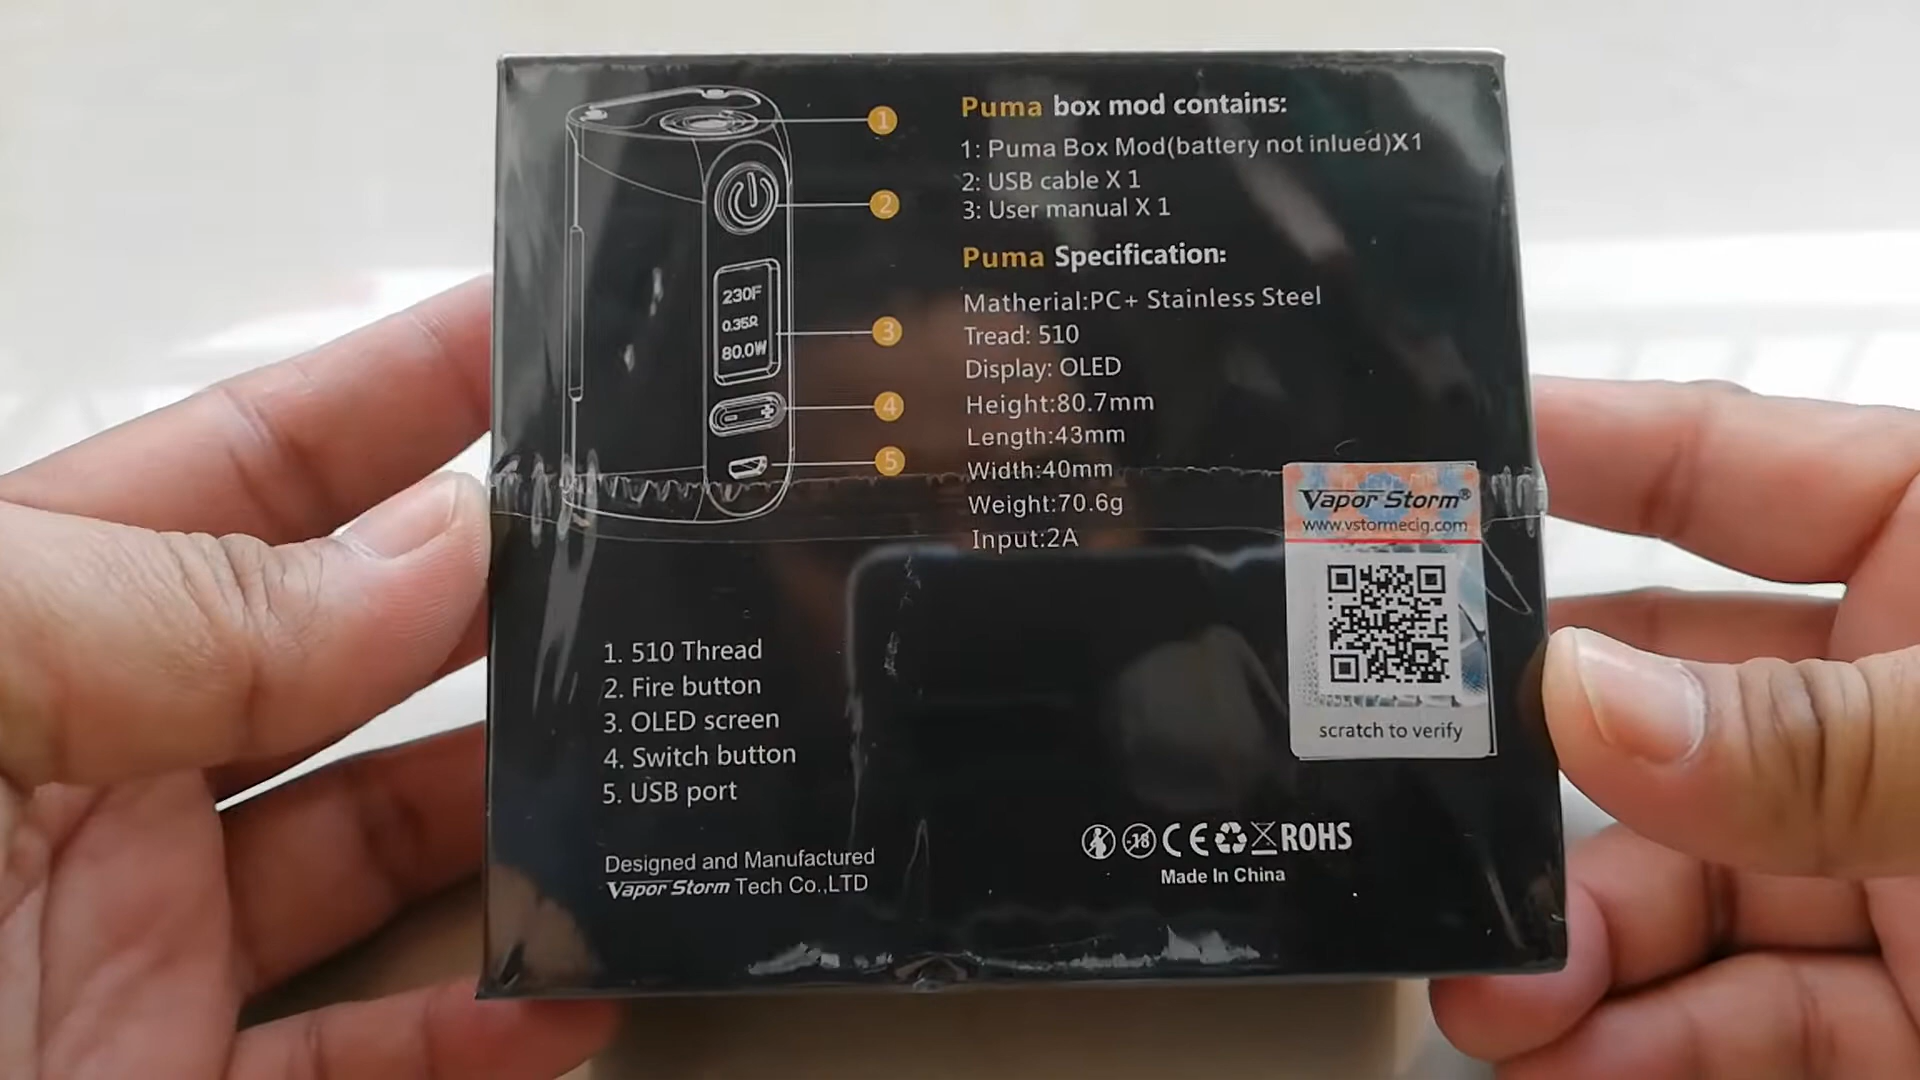 1
2
230F
0.35Ω
80.0W
3
4
5
Puma box mod contains:
1: Puma Box Mod(battery not inlued)X1
2: USB cable X 1
3: User manual X 1
Puma Specification:
Matherial:PC+ Stainless Steel
Tread: 510
Display: OLED
Height:80.7mm
Length:43mm
Width:40mm
Weight:70.6g
Input:2A
Vapor Storm®
www.vstormecig.com
scratch to verify
1. 510 Thread
2. Fire button
3. OLED screen
4. Switch button
5. USB port
Designed and Manufactured
Vapor Storm Tech Co.,LTD
-18 CE ROHS
Made In China